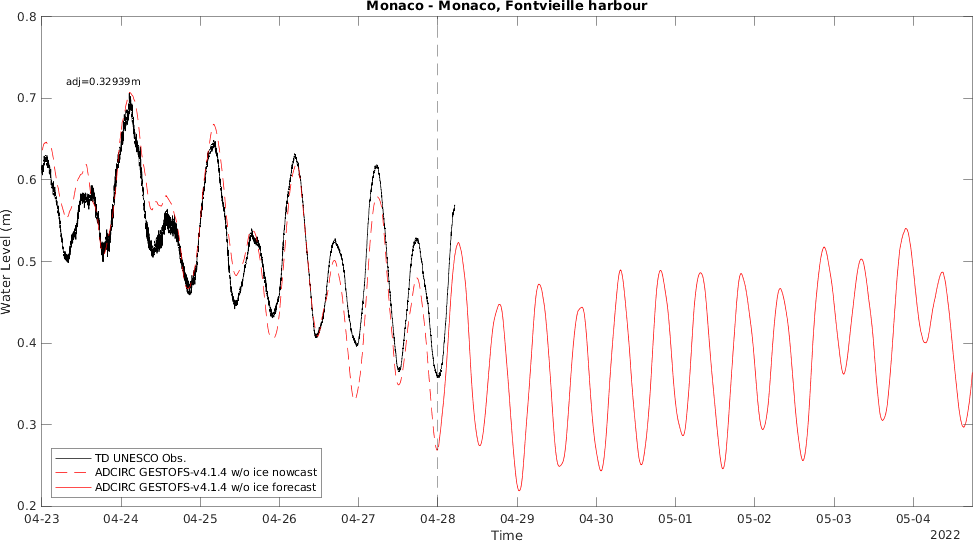 Monaco - Monaco, Fontvieille harbour
0.8
adj=0.32939m
0.7
0.6
0.5
0.4
0.3
0.2
Water Level (m)
TD UNESCO Obs.
ADCIRC GESTOFS-v4.1.4 w/o ice nowcast
ADCIRC GESTOFS-v4.1.4 w/o ice forecast
04-23 04-24 04-25 04-26 04-27 04-28 04-29 04-30 05-01 05-02 05-03 05-04
Time
2022